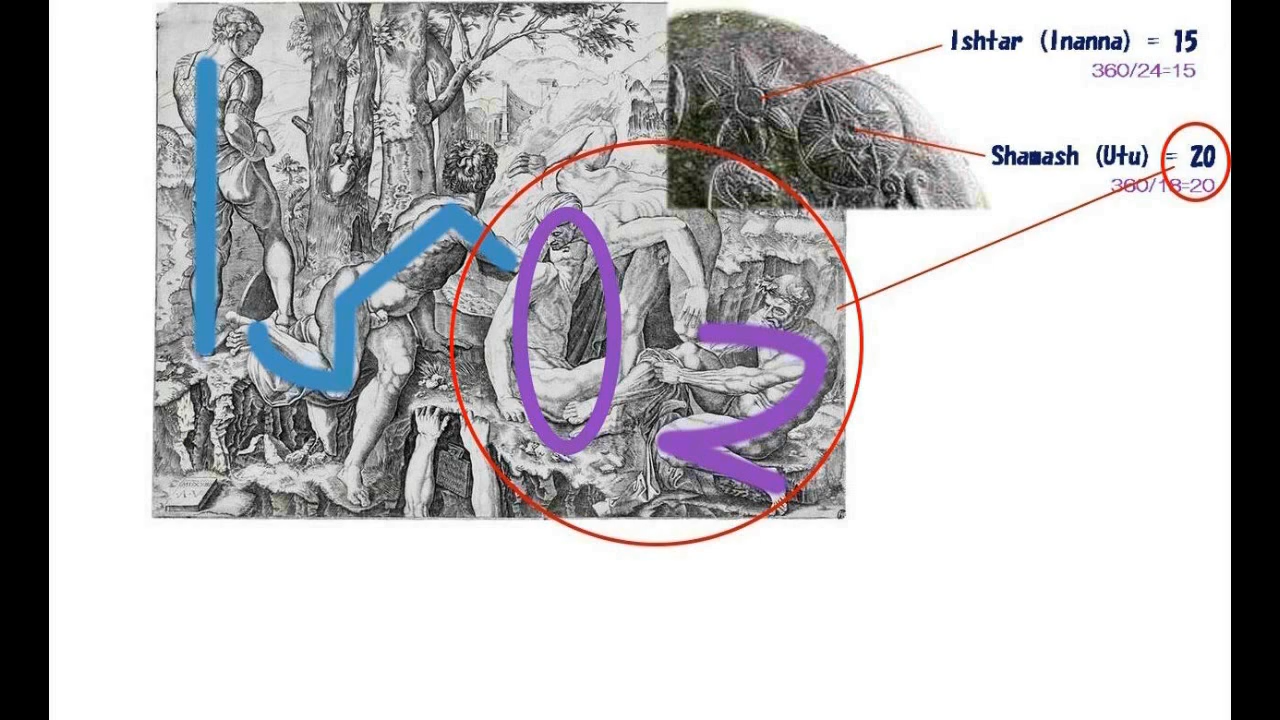 Ishtar (Inanna) = 15
360/24=15
Shamash (Utu) = 20
360/18=20